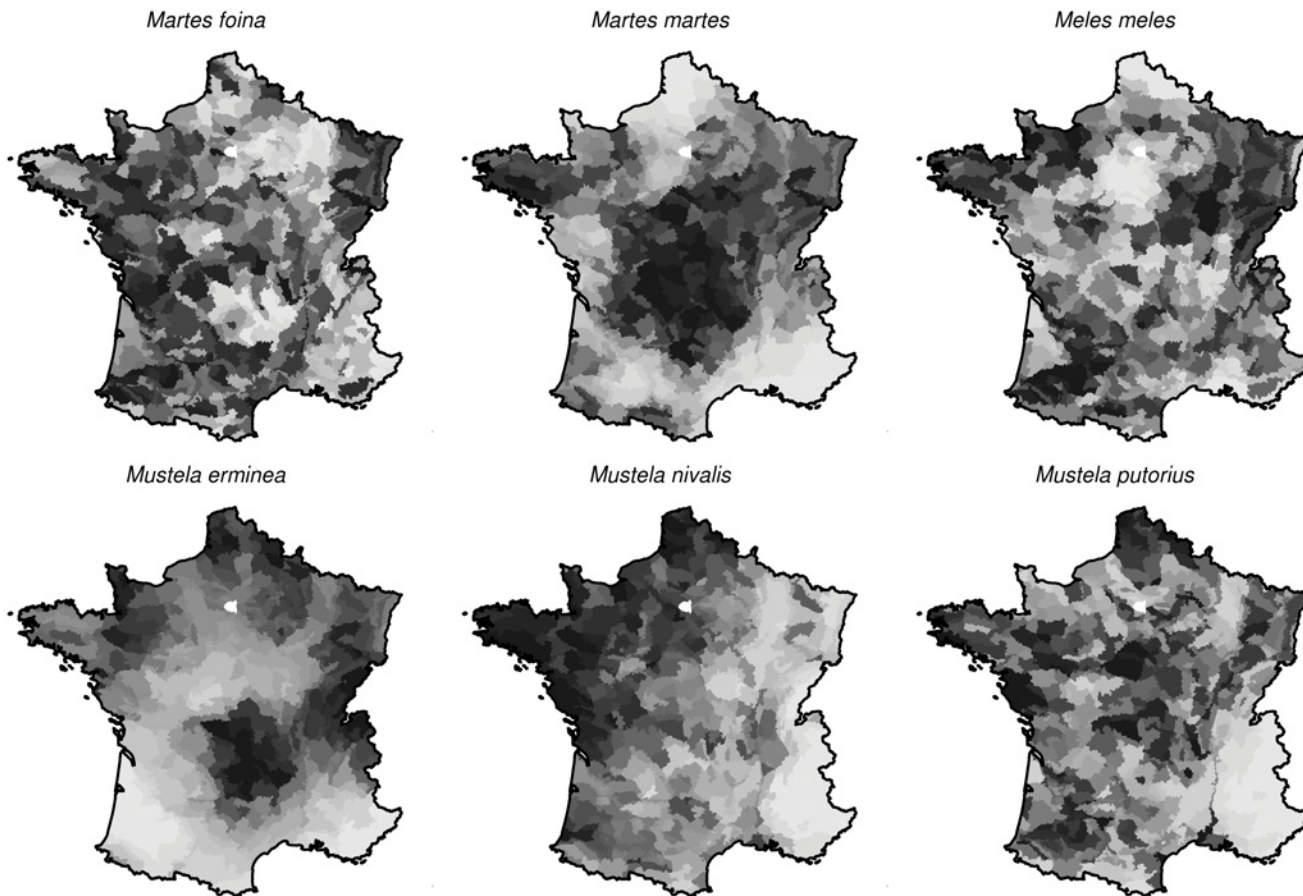 Martes foina
Martes martes
Meles meles
Mustela erminea
Mustela nivalis
Mustela putorius